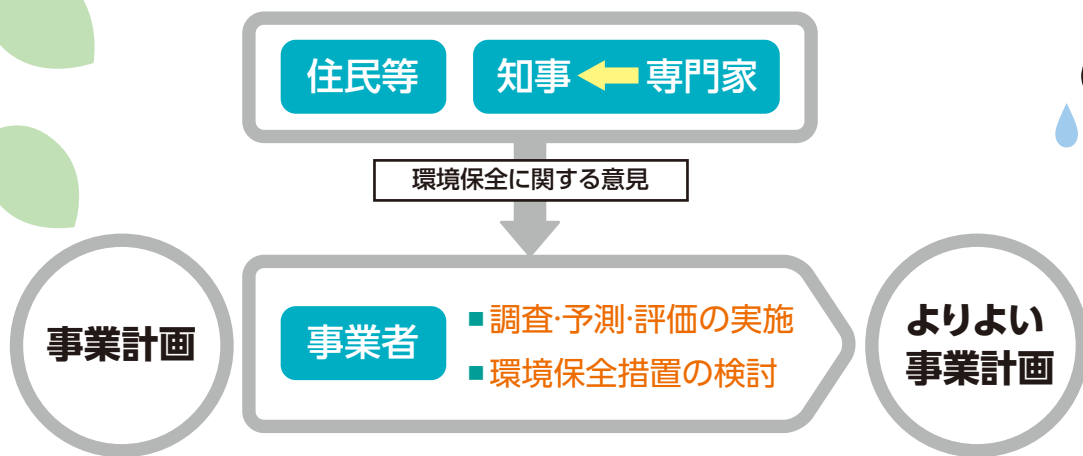 住民等
知事
専門家
環境保全に関する意見
事業計画
事業者
調査・予測・評価の実施
環境保全措置の検討
よりよい
事業計画